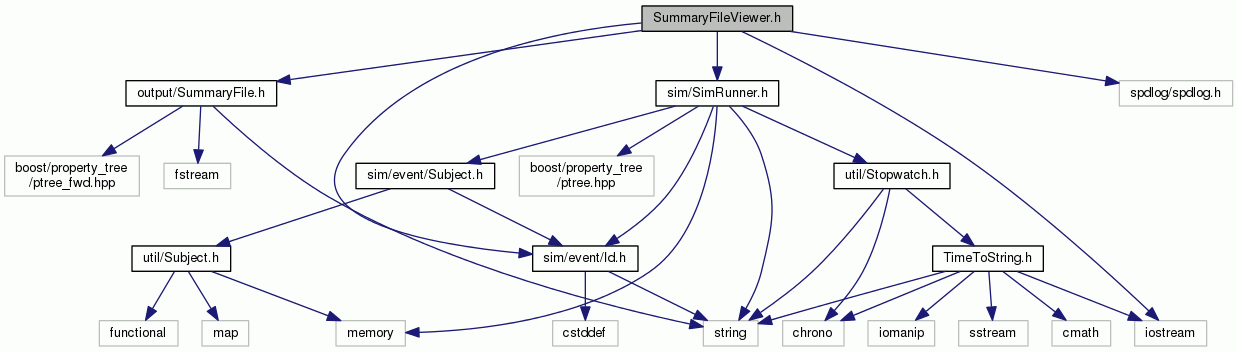 SummaryFileViewer.h
output/SummaryFile.h
sim/SimRunner.h
spdlog/spdlog.h
boost/property_tree
/ptree_fwd.hpp
fstream
sim/event/Subject.h
boost/property_tree
/ptree.hpp
util/Stopwatch.h
util/Subject.h
sim/event/Id.h
TimeToString.h
functional
map
memory
cstddef
string
chrono
iomanip
sstream
cmath
iostream